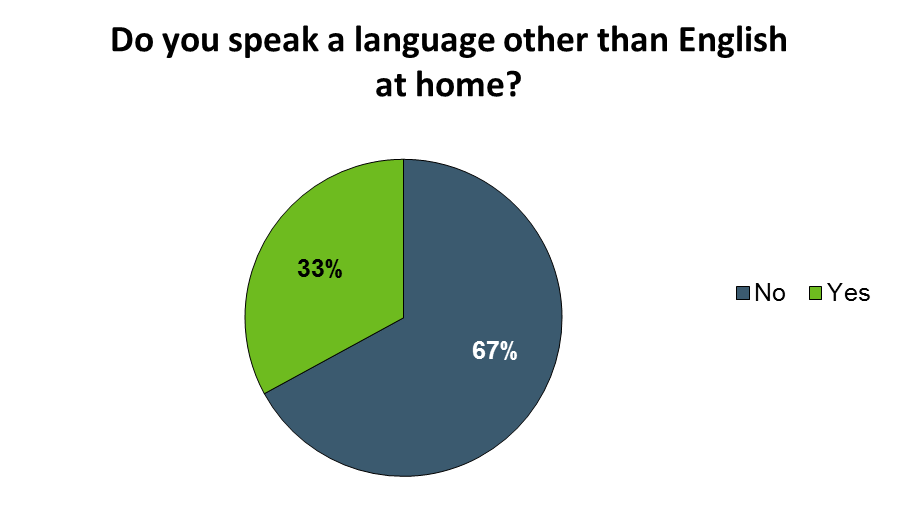 Do you speak a language other than English
at home?
33%
67%
No Yes